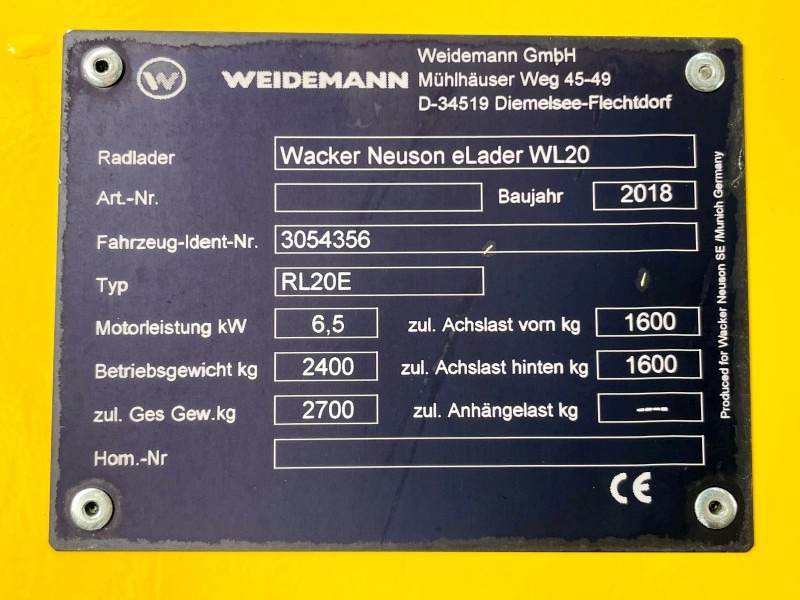 W WEIDEMANN
Weidemann GmbH
Mühlhäuser Weg 45-49
D-34519 Diemelsee-Flechtdorf
Radlader Wacker Neuson eLader WL20
Art.-Nr. Baujahr 2018
Fahrzeug-Ident-Nr. 3054356
Typ RL20E
Motorleistung kW 6,5 zul. Achslast vorn kg 1600
Betriebsgewicht kg 2400 zul. Achslast hinten kg 1600
zul. Ges Gew.kg 2700 zul. Anhängelast kg ----
Hom.-Nr
CE
Produced for Wacker Neuson SE /Munich Germany